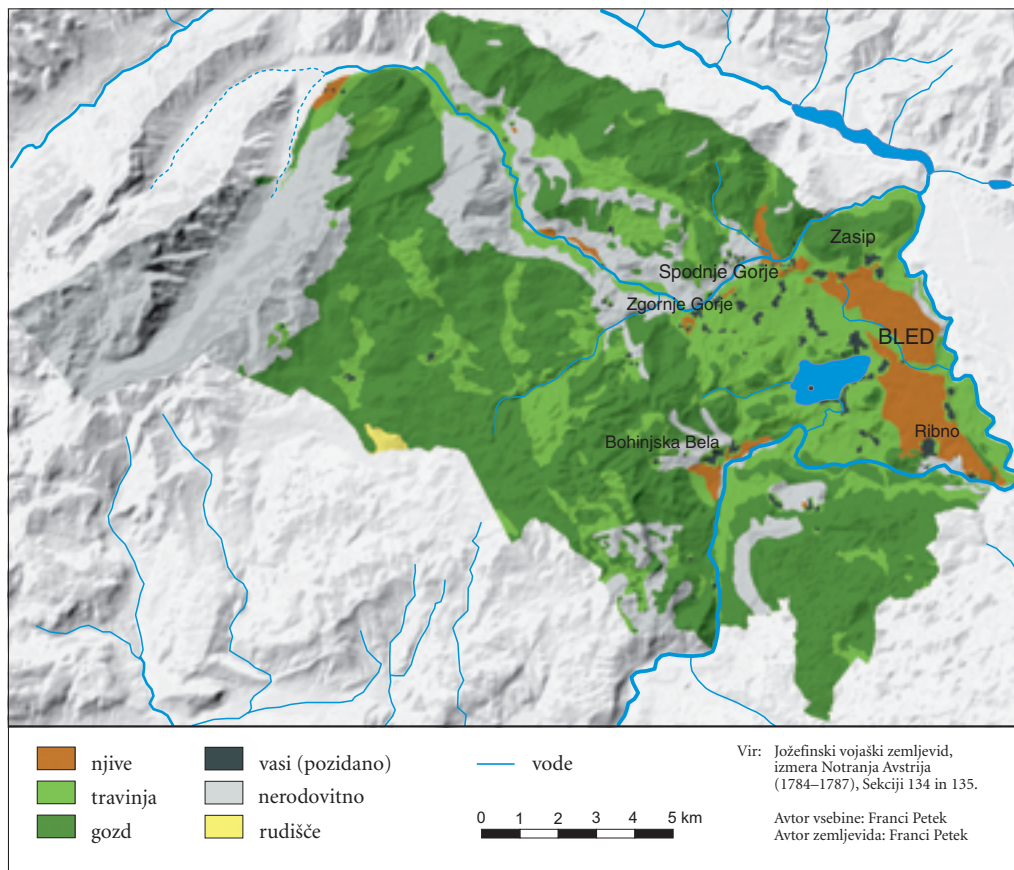 Zasip
Spodnje Gorje
Zgornje Gorje
BLED
Ribno
Bohinjska Bela
njive
travinja
gozd
vasi (pozidano)
nerodovitno
rudišče
vode
0 1 2 3 4 5 km
Vir: Jožefinski vojaški zemljevid,
izmera Notranja Avstrija
(1784–1787), Sekciji 134 in 135.
Avtor vsebine: Franci Petek
Avtor zemljevida: Franci Petek